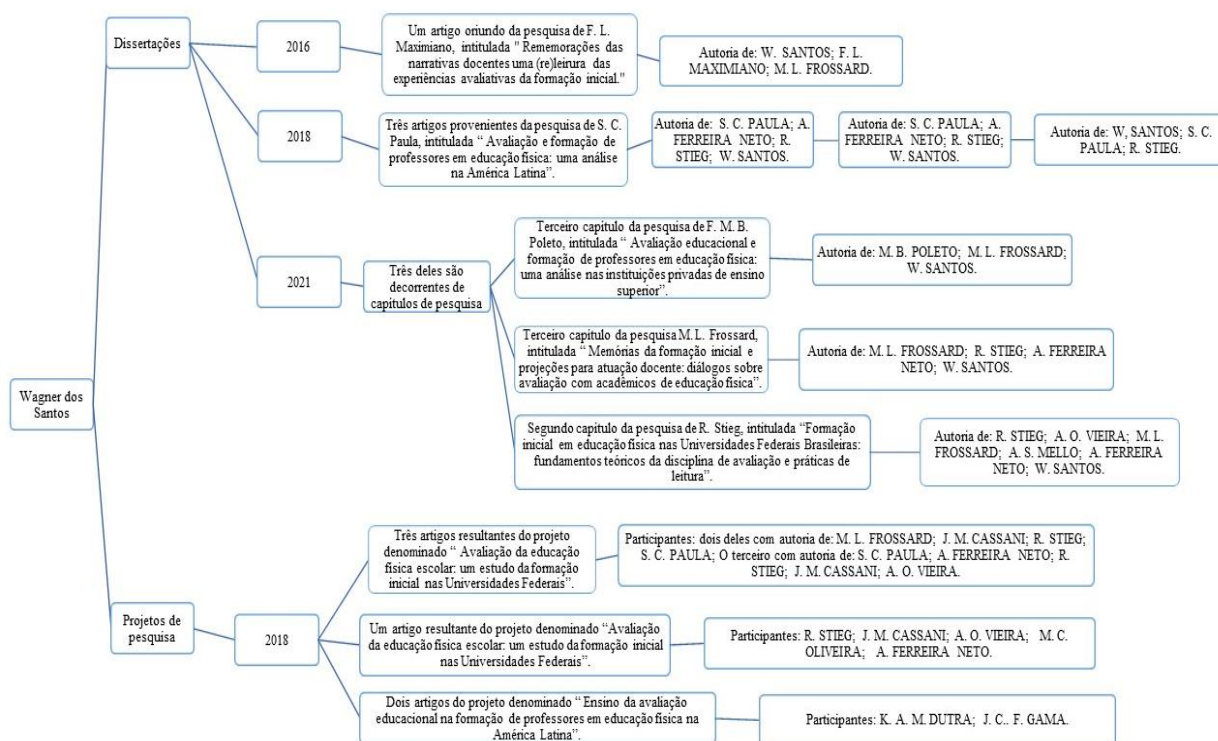 Wagner dos
Santos
Dissertações
2016
Um artigo oriundo da pesquisa de F. L.
Maximiano, intitulada " Rememorações das
narrativas docentes uma (re)leirura das
experiências avaliativas da formação inicial."
Autoria de: W. SANTOS; F. L.
MAXIMIANO; M. L. FROSSARD.
2018
Três artigos provenientes da pesquisa de S. C.
Paula, intitulada “ Avaliação e formação de
professores em educação física: uma análise
na América Latina”.
Autoria de: S. C. PAULA; A.
FERREIRA NETO; R.
STIEG; W. SANTOS.
Autoria de: S. C. PAULA; A.
FERREIRA NETO; R. STIEG;
W. SANTOS.
Autoria de: W, SANTOS; S. C.
PAULA; R. STIEG.
2021
Três deles são
decorrentes de
capítulos de pesquisa
Terceiro capítulo da pesquisa de F. M. B.
Poleto, intitulada “ Avaliação educacional e
formação de professores em educação física:
uma análise nas instituições privadas de ensino
superior”.
Autoria de: M. B. POLETO; M. L. FROSSARD;
W. SANTOS.
Terceiro capítulo da pesquisa M. L. Frossard,
intitulada “ Memórias da formação inicial e
projeções para atuação docente: diálogos sobre
avaliação com acadêmicos de educação física”.
Autoria de: M. L. FROSSARD; R. STIEG; A. FERREIRA
NETO; W. SANTOS.
Segundo capítulo da pesquisa de R. Stieg, intitulada “Formação
inicial em educação física nas Universidades Federais Brasileiras:
fundamentos teóricos da disciplina de avaliação e práticas de
leitura”.
Autoria de: R. STIEG; A. O. VIEIRA; M. L.
FROSSARD; A. S. MELLO; A. FERREIRA
NETO; W. SANTOS.
Projetos de
pesquisa
2018
Três artigos resultantes do projeto
denominado “ Avaliação da educação
física escolar: um estudo da formação
inicial nas Universidades Federais”.
Participantes: dois deles com autoria de: M. L. FROSSARD; J. M. CASSANI; R. STIEG;
S. C. PAULA; O terceiro com autoria de: S. C. PAULA; A. FERREIRA NETO; R.
STIEG; J. M. CASSANI; A. O. VIEIRA.
Um artigo resultante do projeto denominado “Avaliação
da educação física escolar: um estudo da formação inicial
nas Universidades Federais”.
Participantes: R. STIEG; J. M. CASSANI; A. O. VIEIRA; M. C.
OLIVEIRA; A. FERREIRA NETO.
Dois artigos do projeto denominado “ Ensino da avaliação
educacional na formação de professores em educação física na
América Latina”.
Participantes: K. A. M. DUTRA; J. C.. F. GAMA.